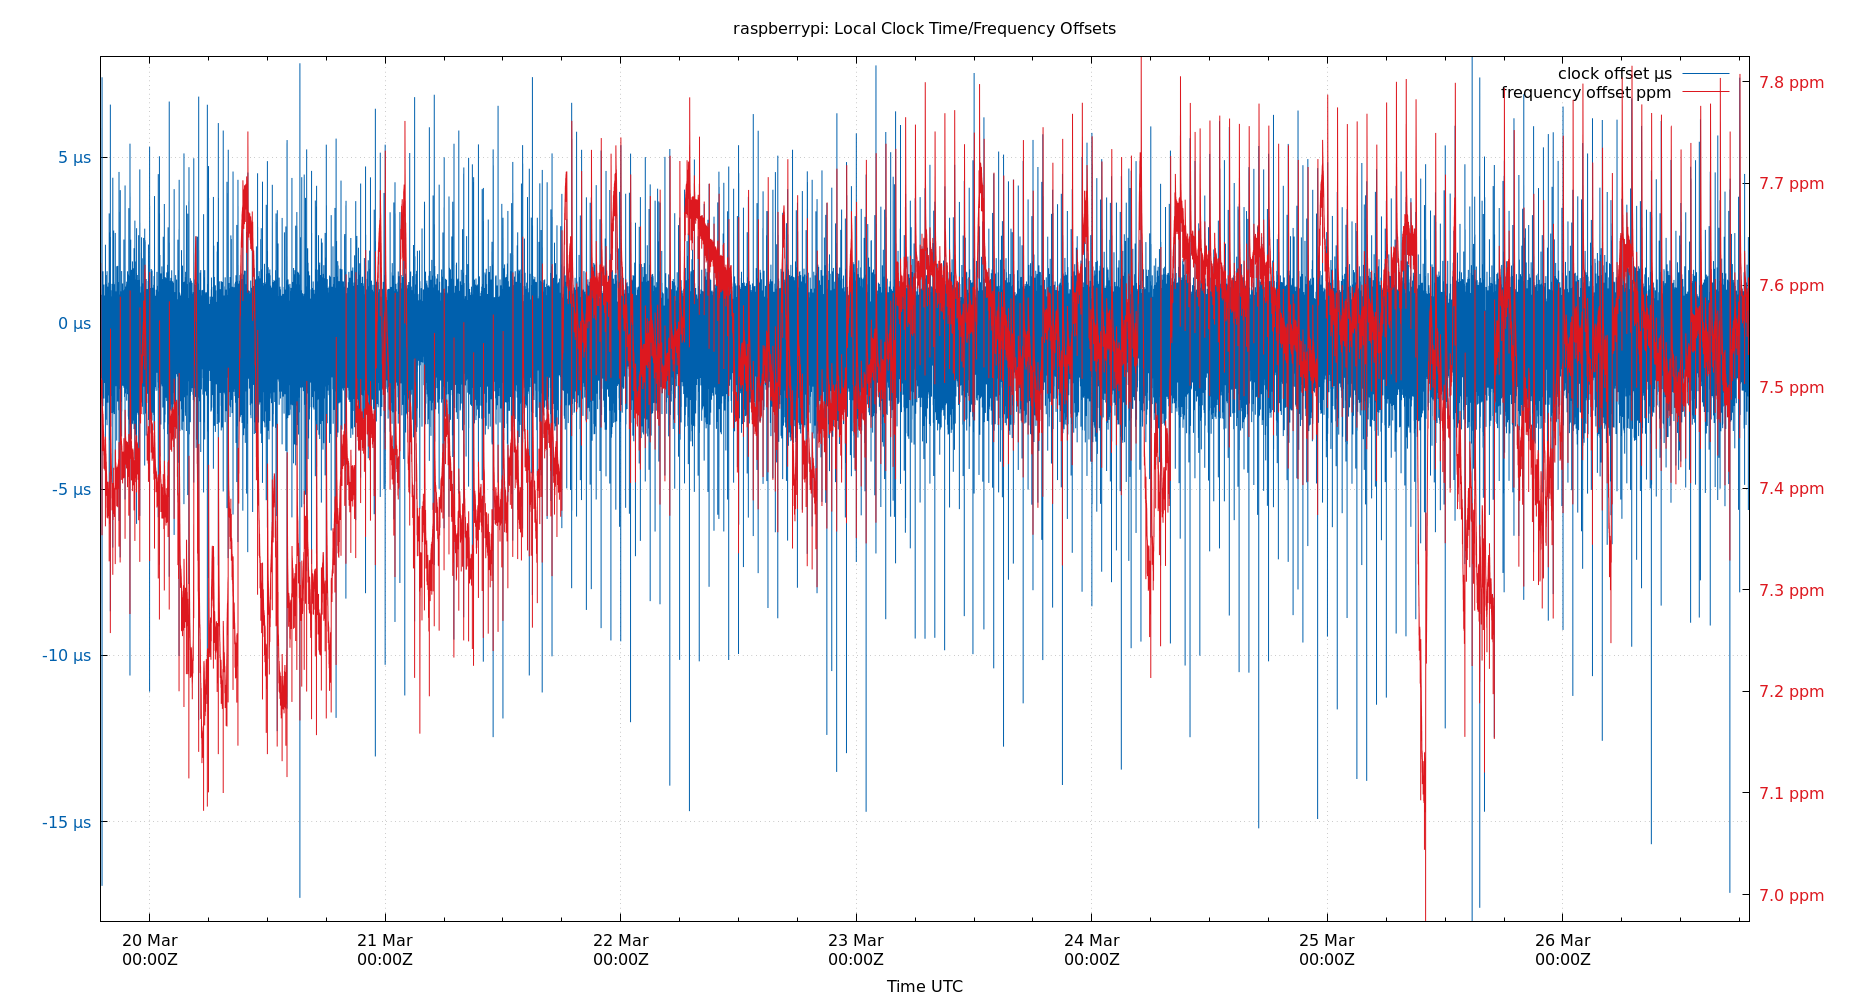 raspberrypi: Local Clock Time/Frequency Offsets
clock offset µs
frequency offset ppm
5 µs
0 µs
-5 µs
-10 µs
-15 µs
7.8 ppm
7.7 ppm
7.6 ppm
7.5 ppm
7.4 ppm
7.3 ppm
7.2 ppm
7.1 ppm
7.0 ppm
20 Mar
00:00Z
21 Mar
00:00Z
22 Mar
00:00Z
23 Mar
00:00Z
24 Mar
00:00Z
25 Mar
00:00Z
26 Mar
00:00Z
Time UTC